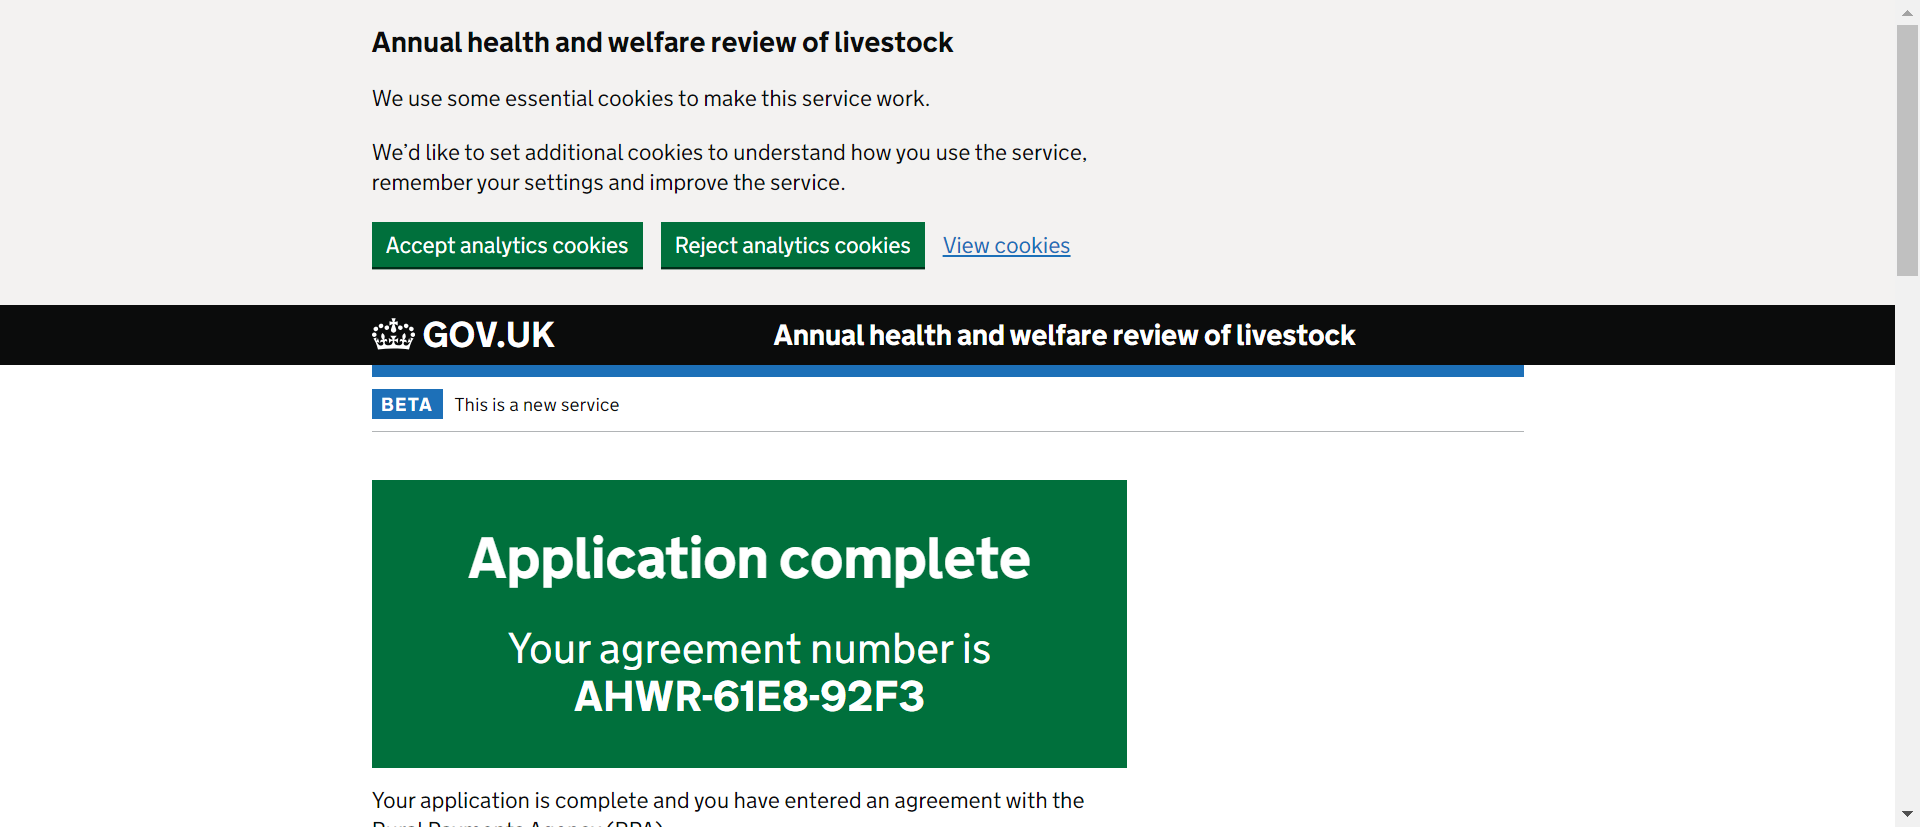 Annual health and welfare review of livestock
We use some essential cookies to make this service work.
We’d like to set additional cookies to understand how you use the service,
remember your settings and improve the service.
Accept analytics cookies Reject analytics cookies View cookies
GOV.UK Annual health and welfare review of livestock
BETA This is a new service
Application complete
Your agreement number is
AHWR-61E8-92F3
Your application is complete and you have entered an agreement with the
Rural Payments Agency (RPA)